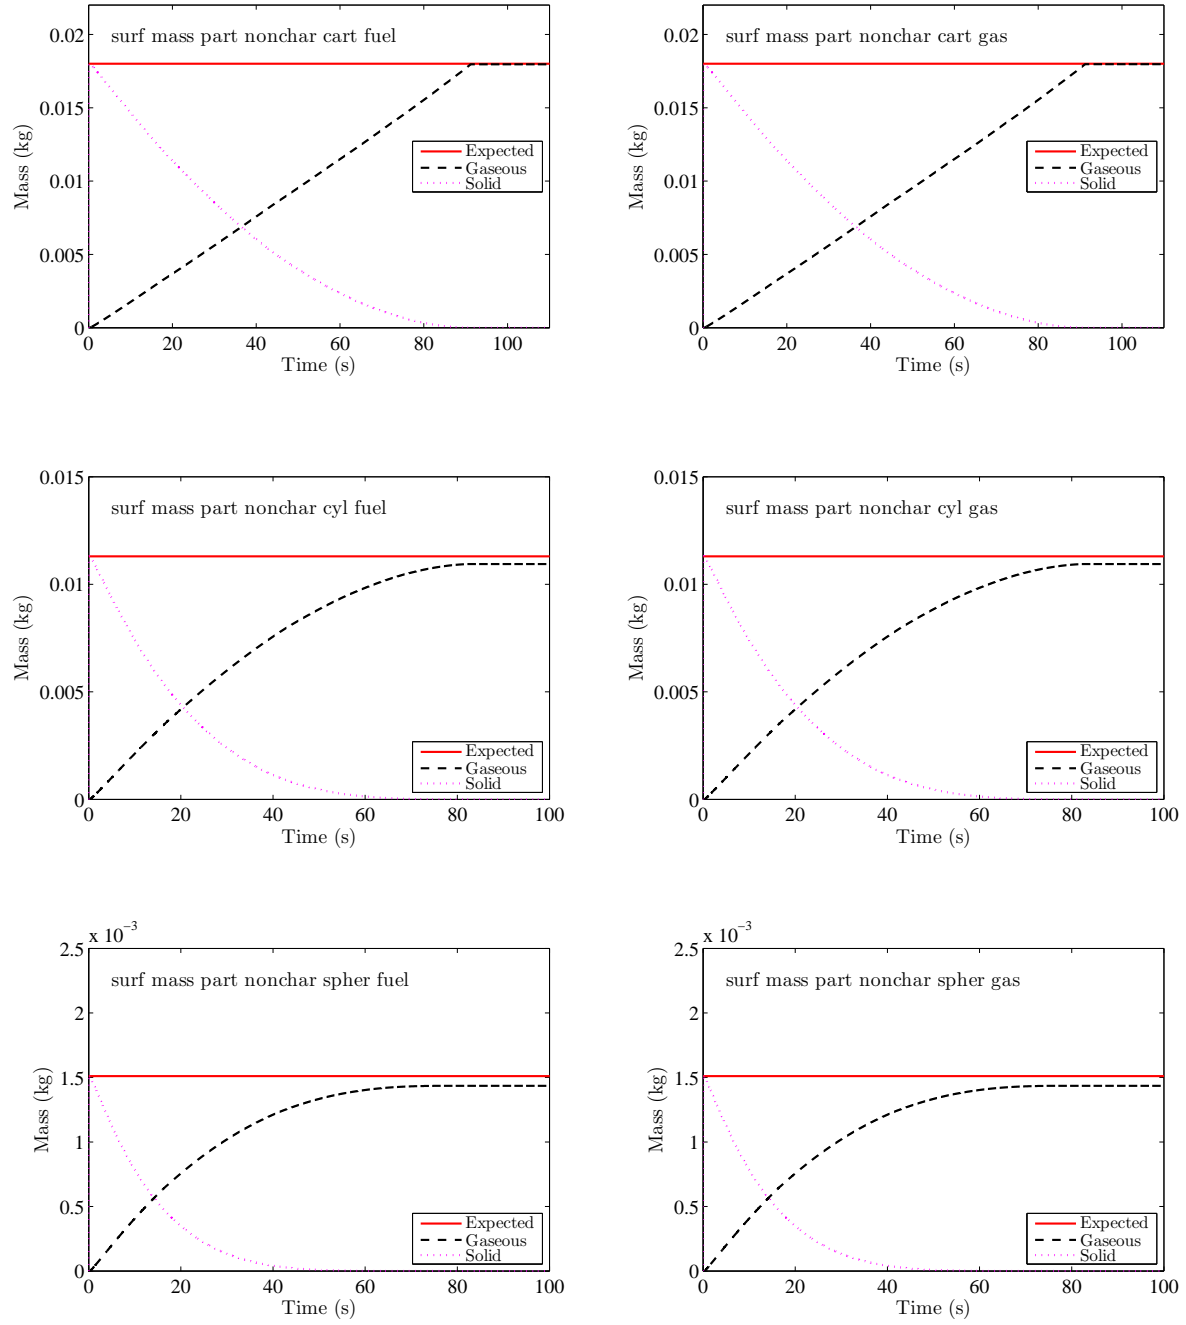 surf mass part nonchar cart fuel
0.02
0.015
0.01
0.005
0
Mass (kg)
Expected
Gaseous
Solid
0 20 40 60 80 100
Time (s)
surf mass part nonchar cart gas
0.02
0.015
0.01
0.005
0
Mass (kg)
Expected
Gaseous
Solid
0 20 40 60 80 100
Time (s)
surf mass part nonchar cyl fuel
0.015
0.01
0.005
0
Mass (kg)
Expected
Gaseous
Solid
0 20 40 60 80 100
Time (s)
surf mass part nonchar cyl gas
0.015
0.01
0.005
0
Mass (kg)
Expected
Gaseous
Solid
0 20 40 60 80 100
Time (s)
x 10⁻³
surf mass part nonchar spher fuel
2.5
2
1.5
1
0.5
0
Mass (kg)
Expected
Gaseous
Solid
0 20 40 60 80 100
Time (s)
x 10⁻³
surf mass part nonchar spher gas
2.5
2
1.5
1
0.5
0
Mass (kg)
Expected
Gaseous
Solid
0 20 40 60 80 100
Time (s)